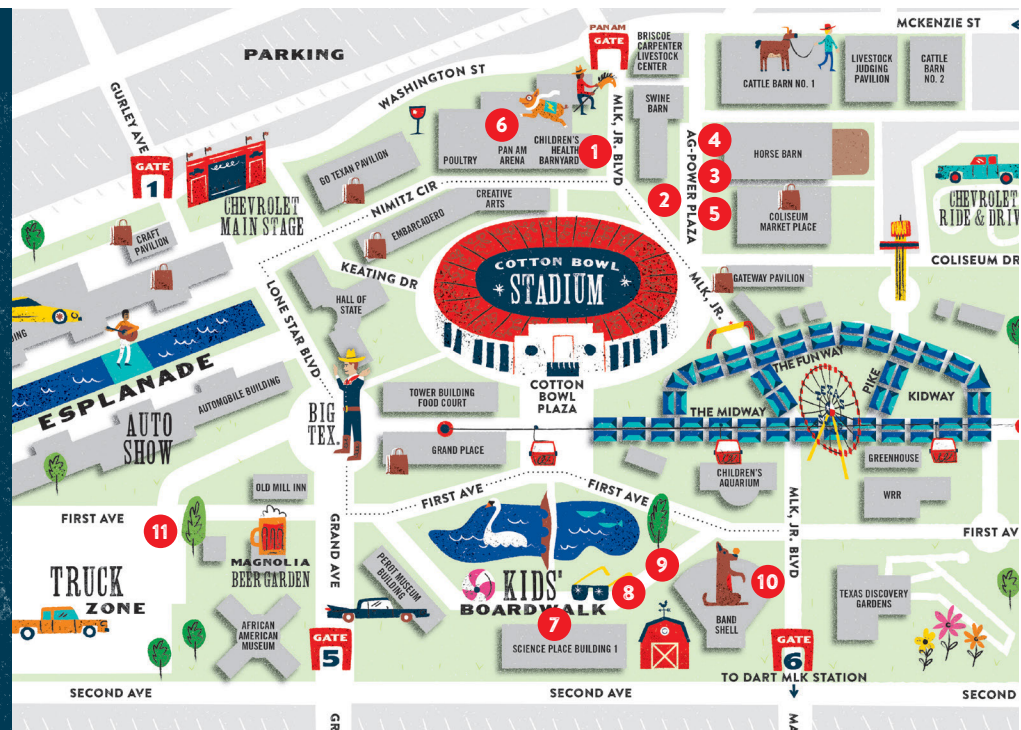 MCKENZIE ST
PARKING
PAN AM
GATE
BRISCOE
CARPENTER
LIVESTOCK
CENTER
WASHINGTON ST
GURLEY AVE
CATTLE BARN NO. 1
LIVESTOCK
JUDGING
PAVILION
CATTLE
BARN
NO. 2
SWINE
BARN
MLK, JR. BLVD
6
PAN AM
ARENA
POULTRY
CHILDREN'S
HEALTH
BARNYARD
1
4
3
HORSE BARN
AG-POWER PLAZA
2
5
COLISEUM
MARKET PLACE
GATE
1
CHEVROLET
MAIN STAGE
GO TEXAN PAVILION
NIMITZ CIR
CREATIVE
ARTS
EMBARCADERO
CHEVROLET
RIDE & DRIV
COLISEUM DR
CRAFT
PAVILION
KEATING DR
COTTON BOWL
STADIUM
GATEWAY PAVILION
MLK, JR.
HALL OF
STATE
LONE STAR BLVD
ING
ESPLANADE
AUTOMOBILE BUILDING
AUTO
SHOW
BIG
TEX.
TOWER BUILDING
FOOD COURT
COTTON
BOWL
PLAZA
THE FUN WAY
PIKE
KIDWAY
THE MIDWAY
GRAND PLACE
GREENHOUSE
CHILDREN'S
AQUARIUM
WRR
OLD MILL INN
FIRST AVE
FIRST AVE
FIRST AVE
FIRST AV
11
MAGNOLIA
BEER GARDEN
GRAND AVE
PEROT MUSEUM
BUILDING
MLK, JR. BLVD
TRUCK
ZONE
KIDS'
BOARDWALK
9
8
10
7
BAND
SHELL
TEXAS DISCOVERY
GARDENS
AFRICAN
AMERICAN
MUSEUM
GATE
5
SCIENCE PLACE BUILDING 1
GATE
6
TO DART MLK STATION
SECOND AVE
SECOND AVE
SECOND
GR
MA